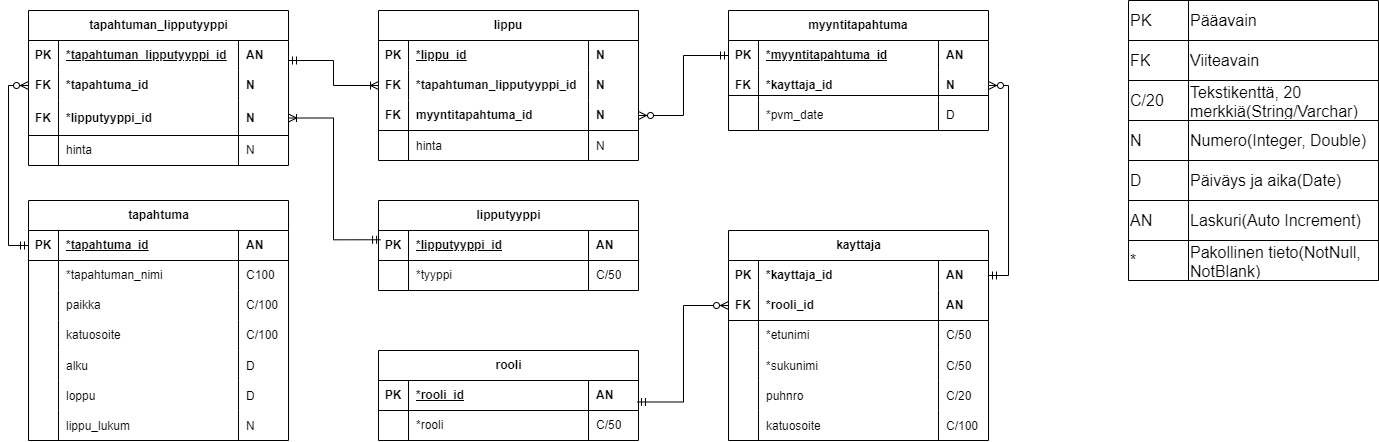 tapahtuman_lipputyyppi
PK *tapahtuman_lipputyyppi_id AN
FK *tapahtuma_id N
FK *lipputyyppi_id N
hinta N
lippu
PK *lippu_id N
FK *tapahtuman_lipputyyppi_id N
FK myyntitapahtuma_id N
hinta N
myyntitapahtuma
PK *myyntitapahtuma_id AN
FK *kayttaja_id N
*pvm_date D
tapahtuma
PK *tapahtuma_id AN
*tapahtuman_nimi C100
paikka C/100
katuosoite C/100
alku D
loppu D
lippu_lukum N
lipputyyppi
PK *lipputyyppi_id AN
*tyyppi C/50
rooli
PK *rooli_id AN
*rooli C/50
kayttaja
PK *kayttaja_id AN
FK *rooli_id AN
*etunimi C/50
*sukunimi C/50
puhnro C/20
katuosoite C/100
PK Pääavain
FK Viiteavain
C/20 Tekstikenttä, 20
merkkiä(String/Varchar)
N Numero(Integer, Double)
D Päiväys ja aika(Date)
AN Laskuri(Auto Increment)
* Pakollinen tieto(NotNull,
NotBlank)